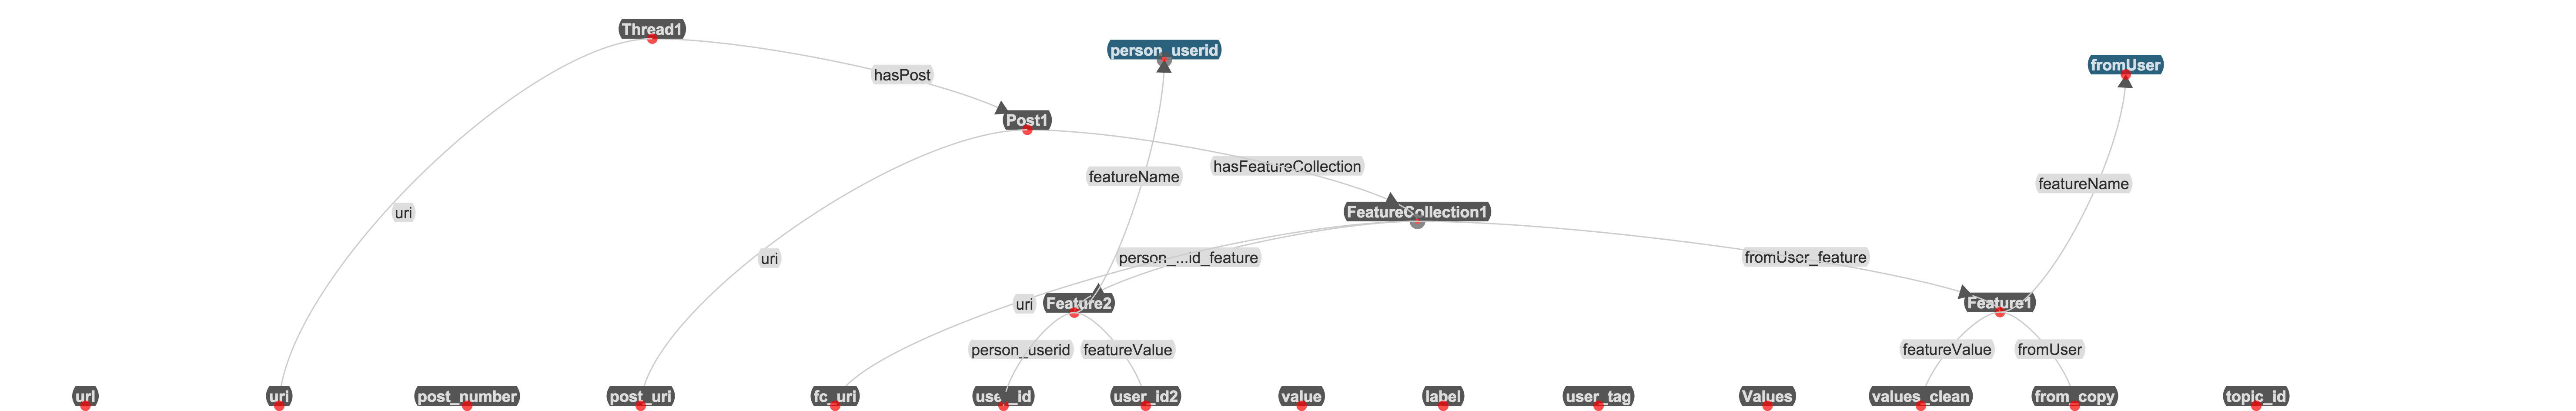 Thread1
person_userid
fromUser
hasPost
Post1
hasFeatureCollection
featureName
featureName
uri
FeatureCollection1
uri
person_...id_feature
fromUser_feature
uri
Feature2
Feature1
person_userid
featureValue
featureValue
fromUser
url
uri
post_number
post_uri
fc_uri
user_id
user_id2
value
label
user_tag
Values
values_clean
from_copy
topic_id